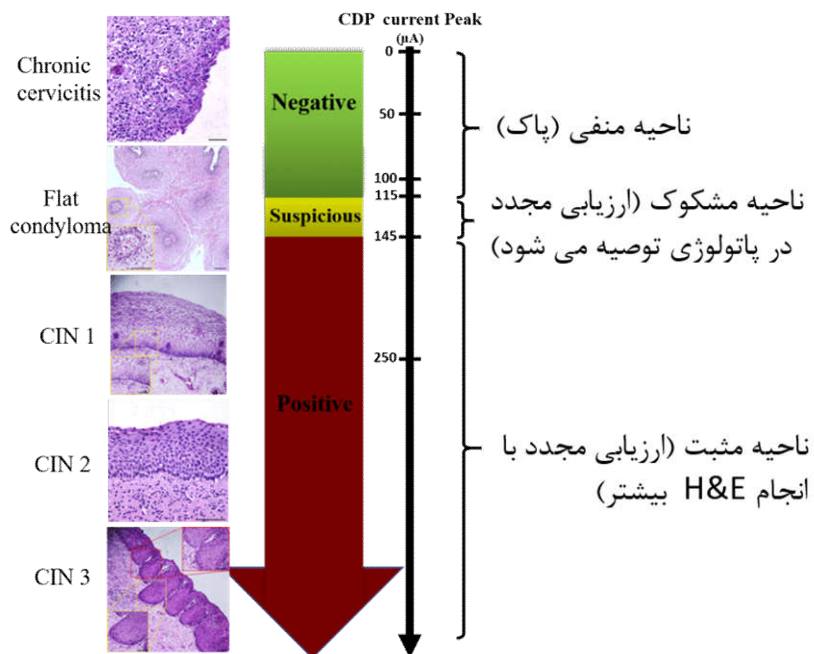 CDP current Peak
(µA)
Chronic
cervicitis
Flat
condyloma
CIN 1
CIN 2
CIN 3
Negative
Suspicious
Positive
0
50
100
115
145
250
ناحیه منفی (پاک)
ناحیه مشکوک (ارزیابی مجدد
در پاتولوژی توصیه می شود)
ناحیه مثبت (ارزیابی مجدد با
انجام H&E بیشتر)